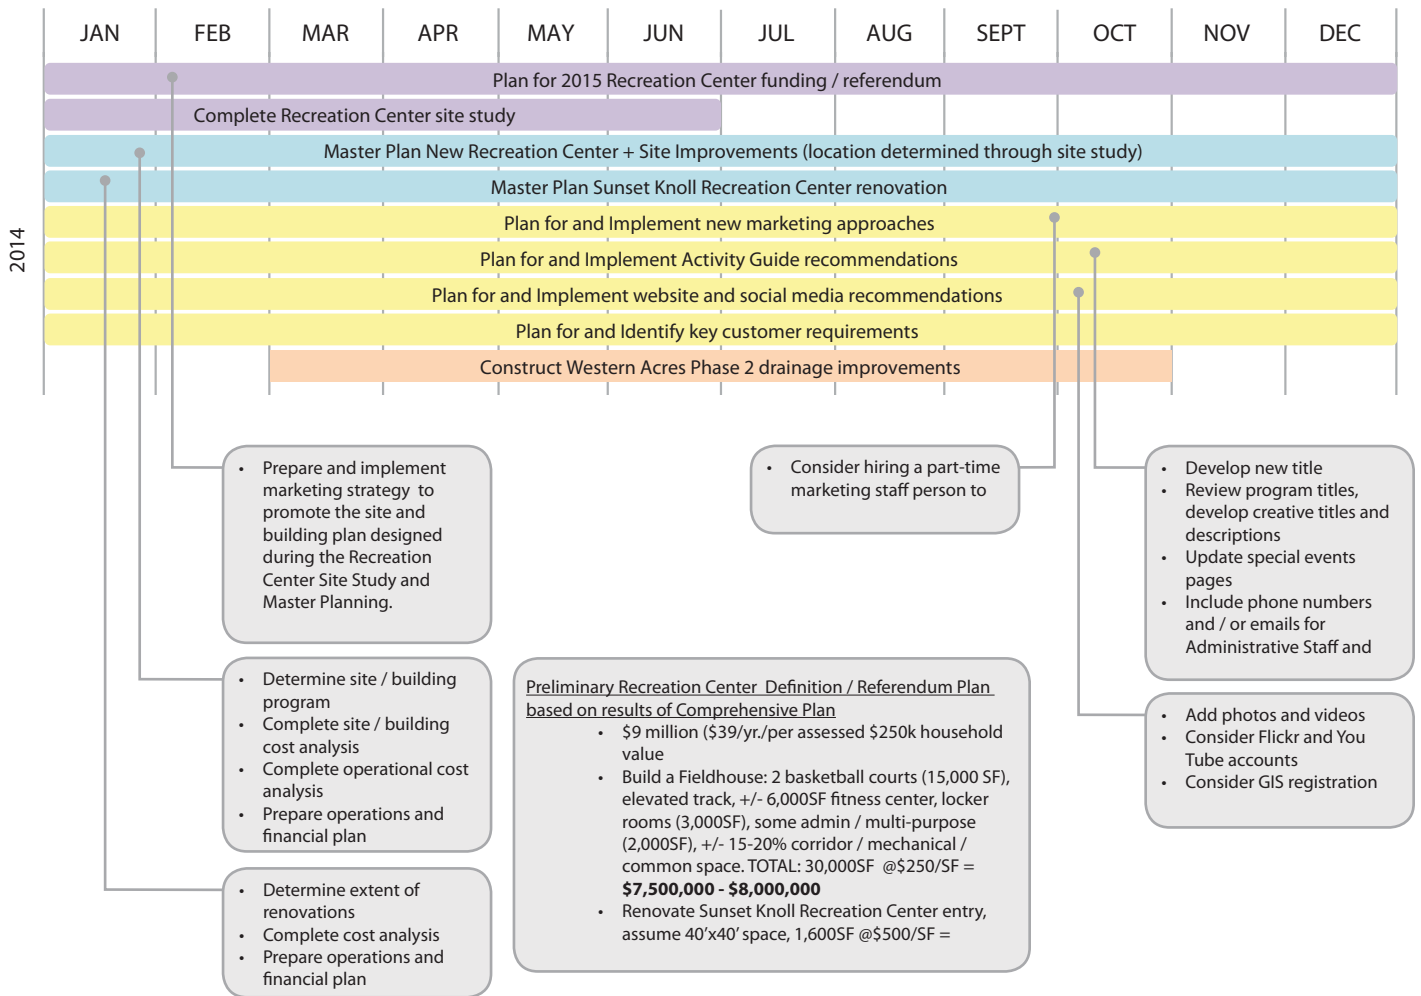 JAN FEB MAR APR MAY JUN JUL AUG SEPT OCT NOV DEC
2014
Plan for 2015 Recreation Center funding / referendum
Complete Recreation Center site study
Master Plan New Recreation Center + Site Improvements (location determined through site study)
Master Plan Sunset Knoll Recreation Center renovation
Plan for and Implement new marketing approaches
Plan for and Implement Activity Guide recommendations
Plan for and Implement website and social media recommendations
Plan for and Identify key customer requirements
Construct Western Acres Phase 2 drainage improvements
• Prepare and implement
marketing strategy to
promote the site and
building plan designed
during the Recreation
Center Site Study and
Master Planning.
• Determine site / building
program
• Complete site / building
cost analysis
• Complete operational cost
analysis
• Prepare operations and
financial plan
• Determine extent of
renovations
• Complete cost analysis
• Prepare operations and
financial plan
• Consider hiring a part-time
marketing staff person to
Preliminary Recreation Center Definition / Referendum Plan
based on results of Comprehensive Plan
• $9 million ($39/yr./per assessed $250k household
value
• Build a Fieldhouse: 2 basketball courts (15,000 SF),
elevated track, +/- 6,000SF fitness center, locker
rooms (3,000SF), some admin / multi-purpose
(2,000SF), +/- 15-20% corridor / mechanical /
common space. TOTAL: 30,000SF @$250/SF =
$7,500,000 - $8,000,000
• Renovate Sunset Knoll Recreation Center entry,
assume 40'x40' space, 1,600SF @$500/SF =
• Develop new title
• Review program titles,
develop creative titles and
descriptions
• Update special events
pages
• Include phone numbers
and / or emails for
Administrative Staff and
• Add photos and videos
• Consider Flickr and You
Tube accounts
• Consider GIS registration